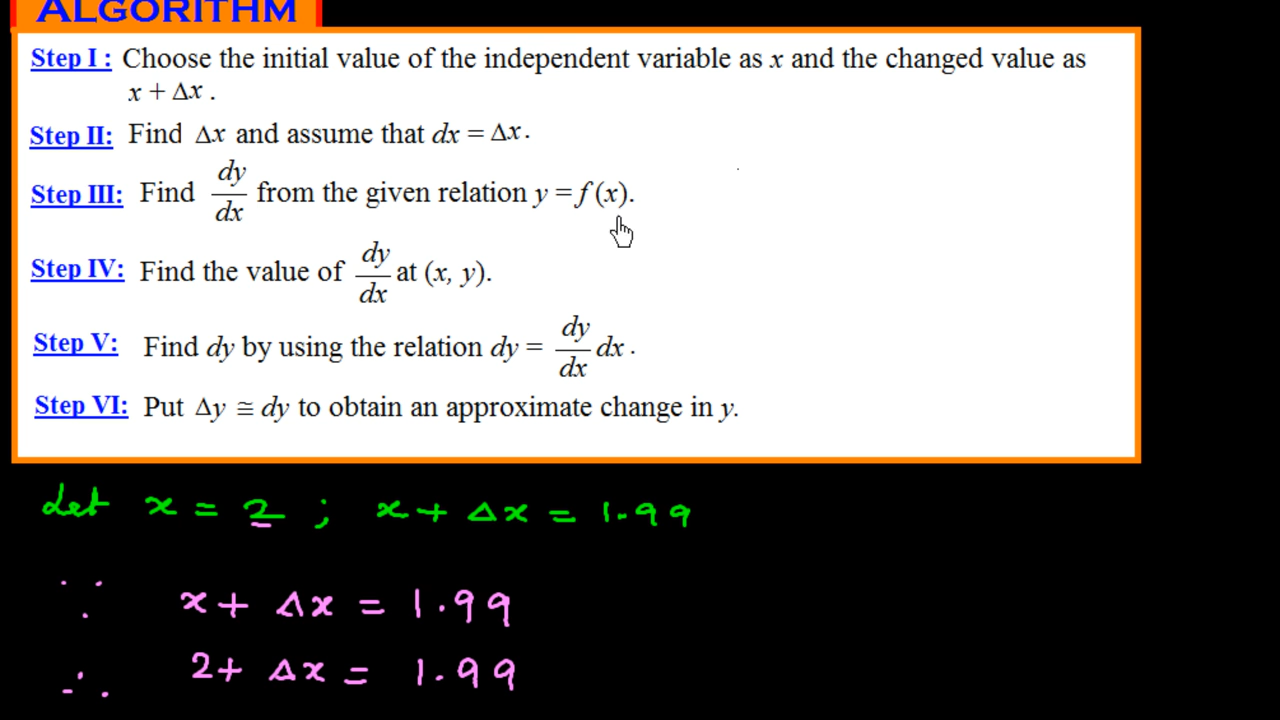 ALGORITHM
Step I : Choose the initial value of the independent variable as x and the changed value as
x + Δx .
Step II: Find Δx and assume that dx = Δx.
Step III: Find dy/dx from the given relation y = f (x).
Step IV: Find the value of dy/dx at (x, y).
Step V: Find dy by using the relation dy = dy/dx dx .
Step VI: Put Δy ≅ dy to obtain an approximate change in y.
Let x = 2 ; x + Δx = 1.99
∵ x + Δx = 1.99
∴ 2 + Δx = 1.99